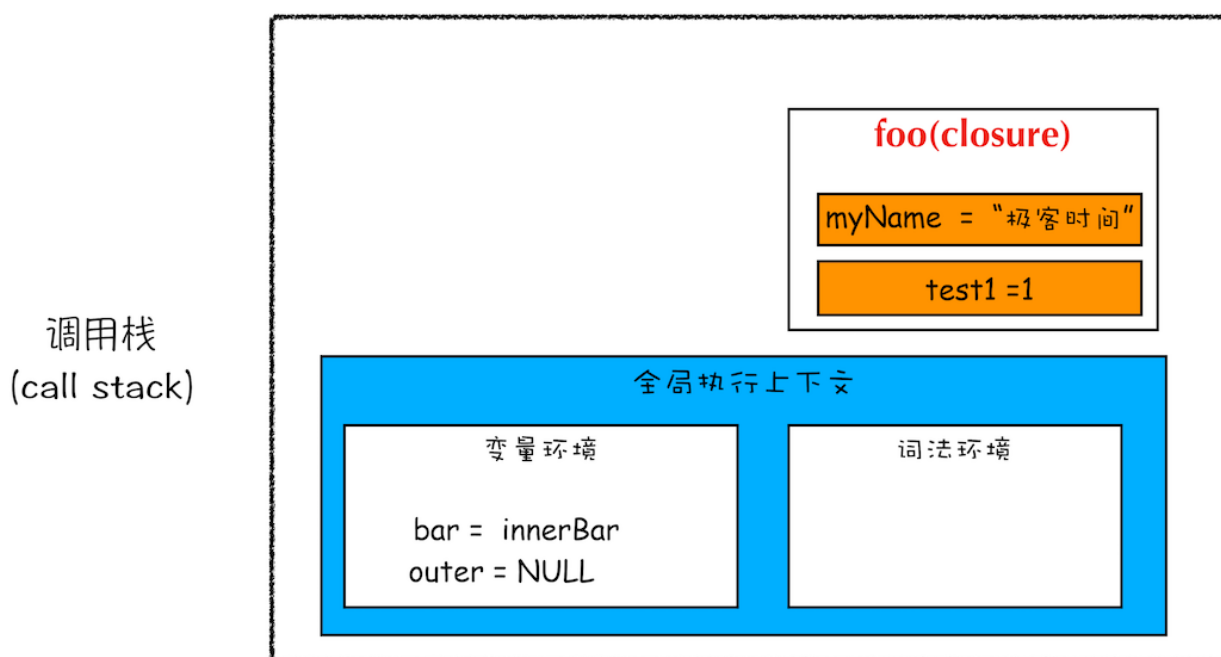 foo(closure)
myName = “极客时间”
test1 =1
调用栈
(call stack)
全局执行上下文
变量环境
词法环境
bar = innerBar
outer = NULL